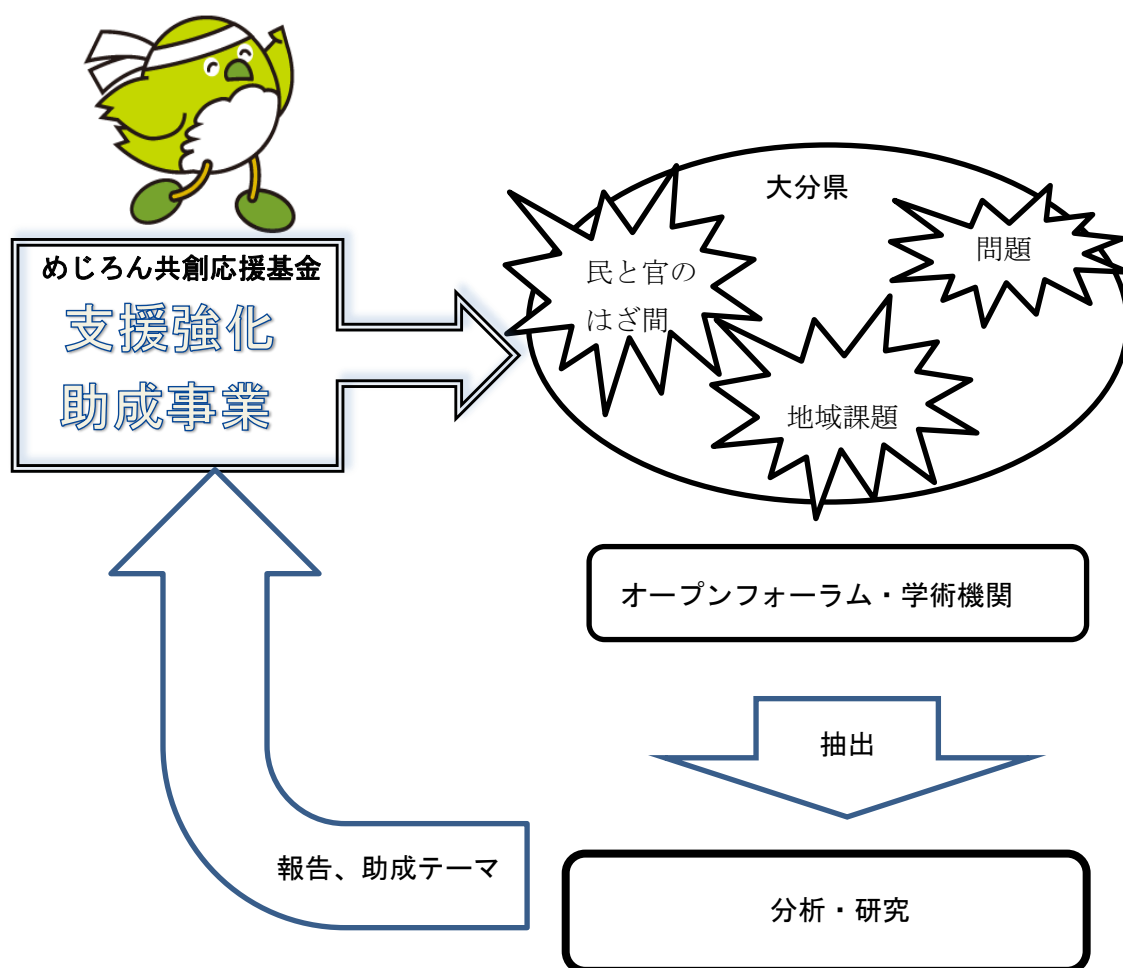 めじろん共創応援基金
支援強化
助成事業
大分県
民と官の
はざ間
問題
地域課題
オープンフォーラム・学術機関
抽出
報告、助成テーマ
分析・研究